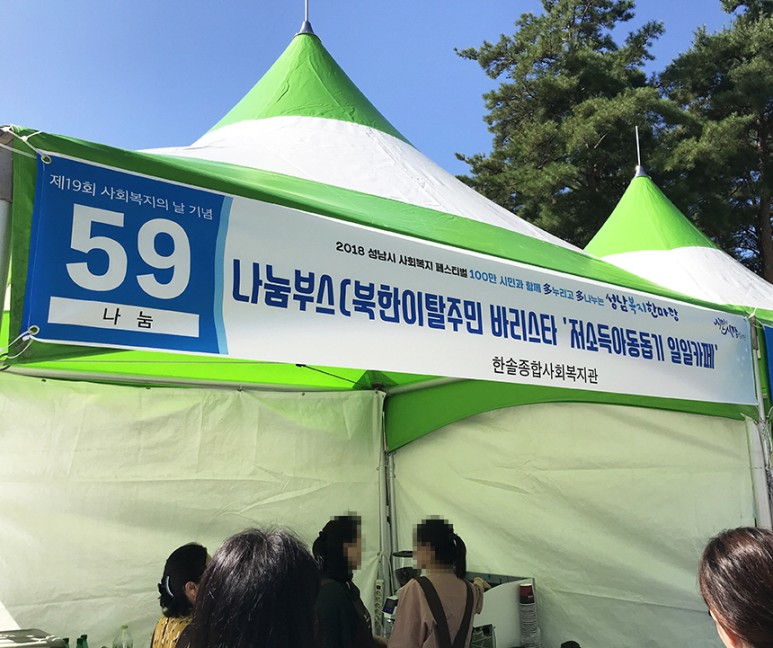 제19회 사회복지의 날 기념
59
나 눔
2018 성남시 사회복지 페스티벌 100만 시민과 함께 多누리고 多나누는 성남복지한마당
나눔부스(북한이탈주민 바리스타 '저소득아동돕기 일일카페'
한솔종합사회복지관